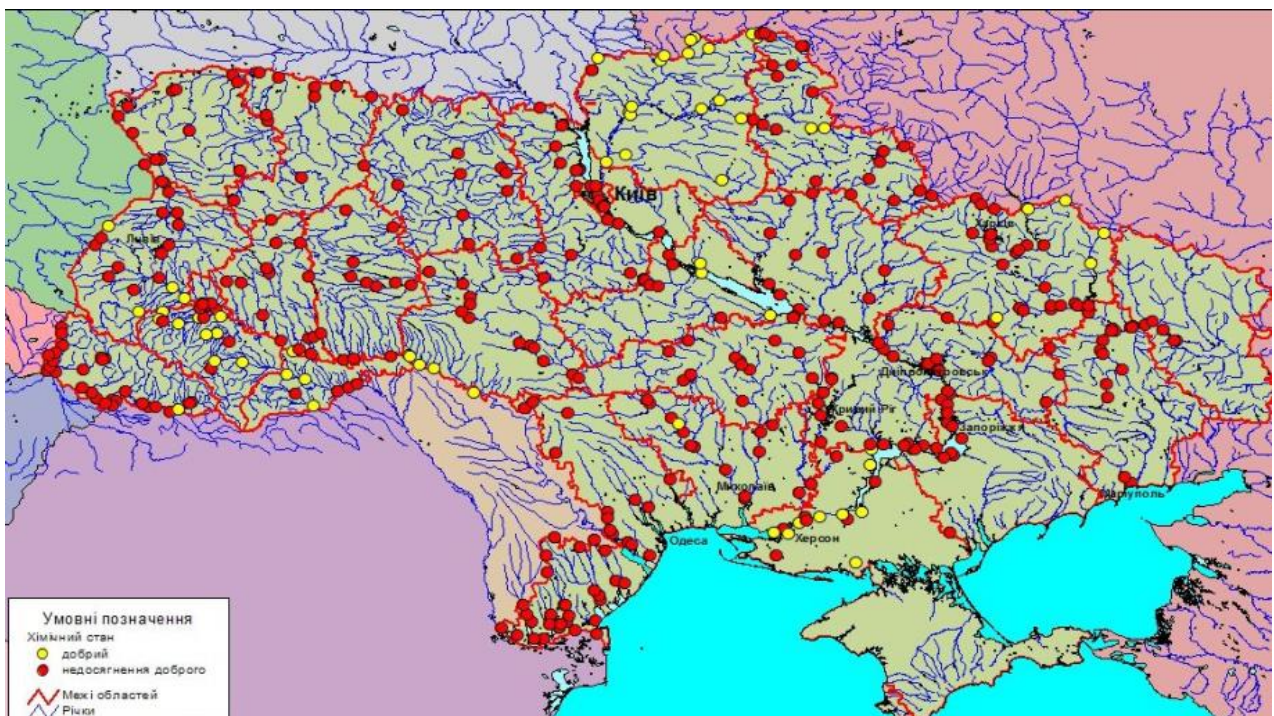 Київ
Львів
Харків
Дніпропетровськ
Кривий Ріг
Запоріжжя
Миколаїв
Маріуполь
Одеса
Херсон
Умовні позначення
Хімічний стан
добрий
недосягнення доброго
Межі областей
Річки